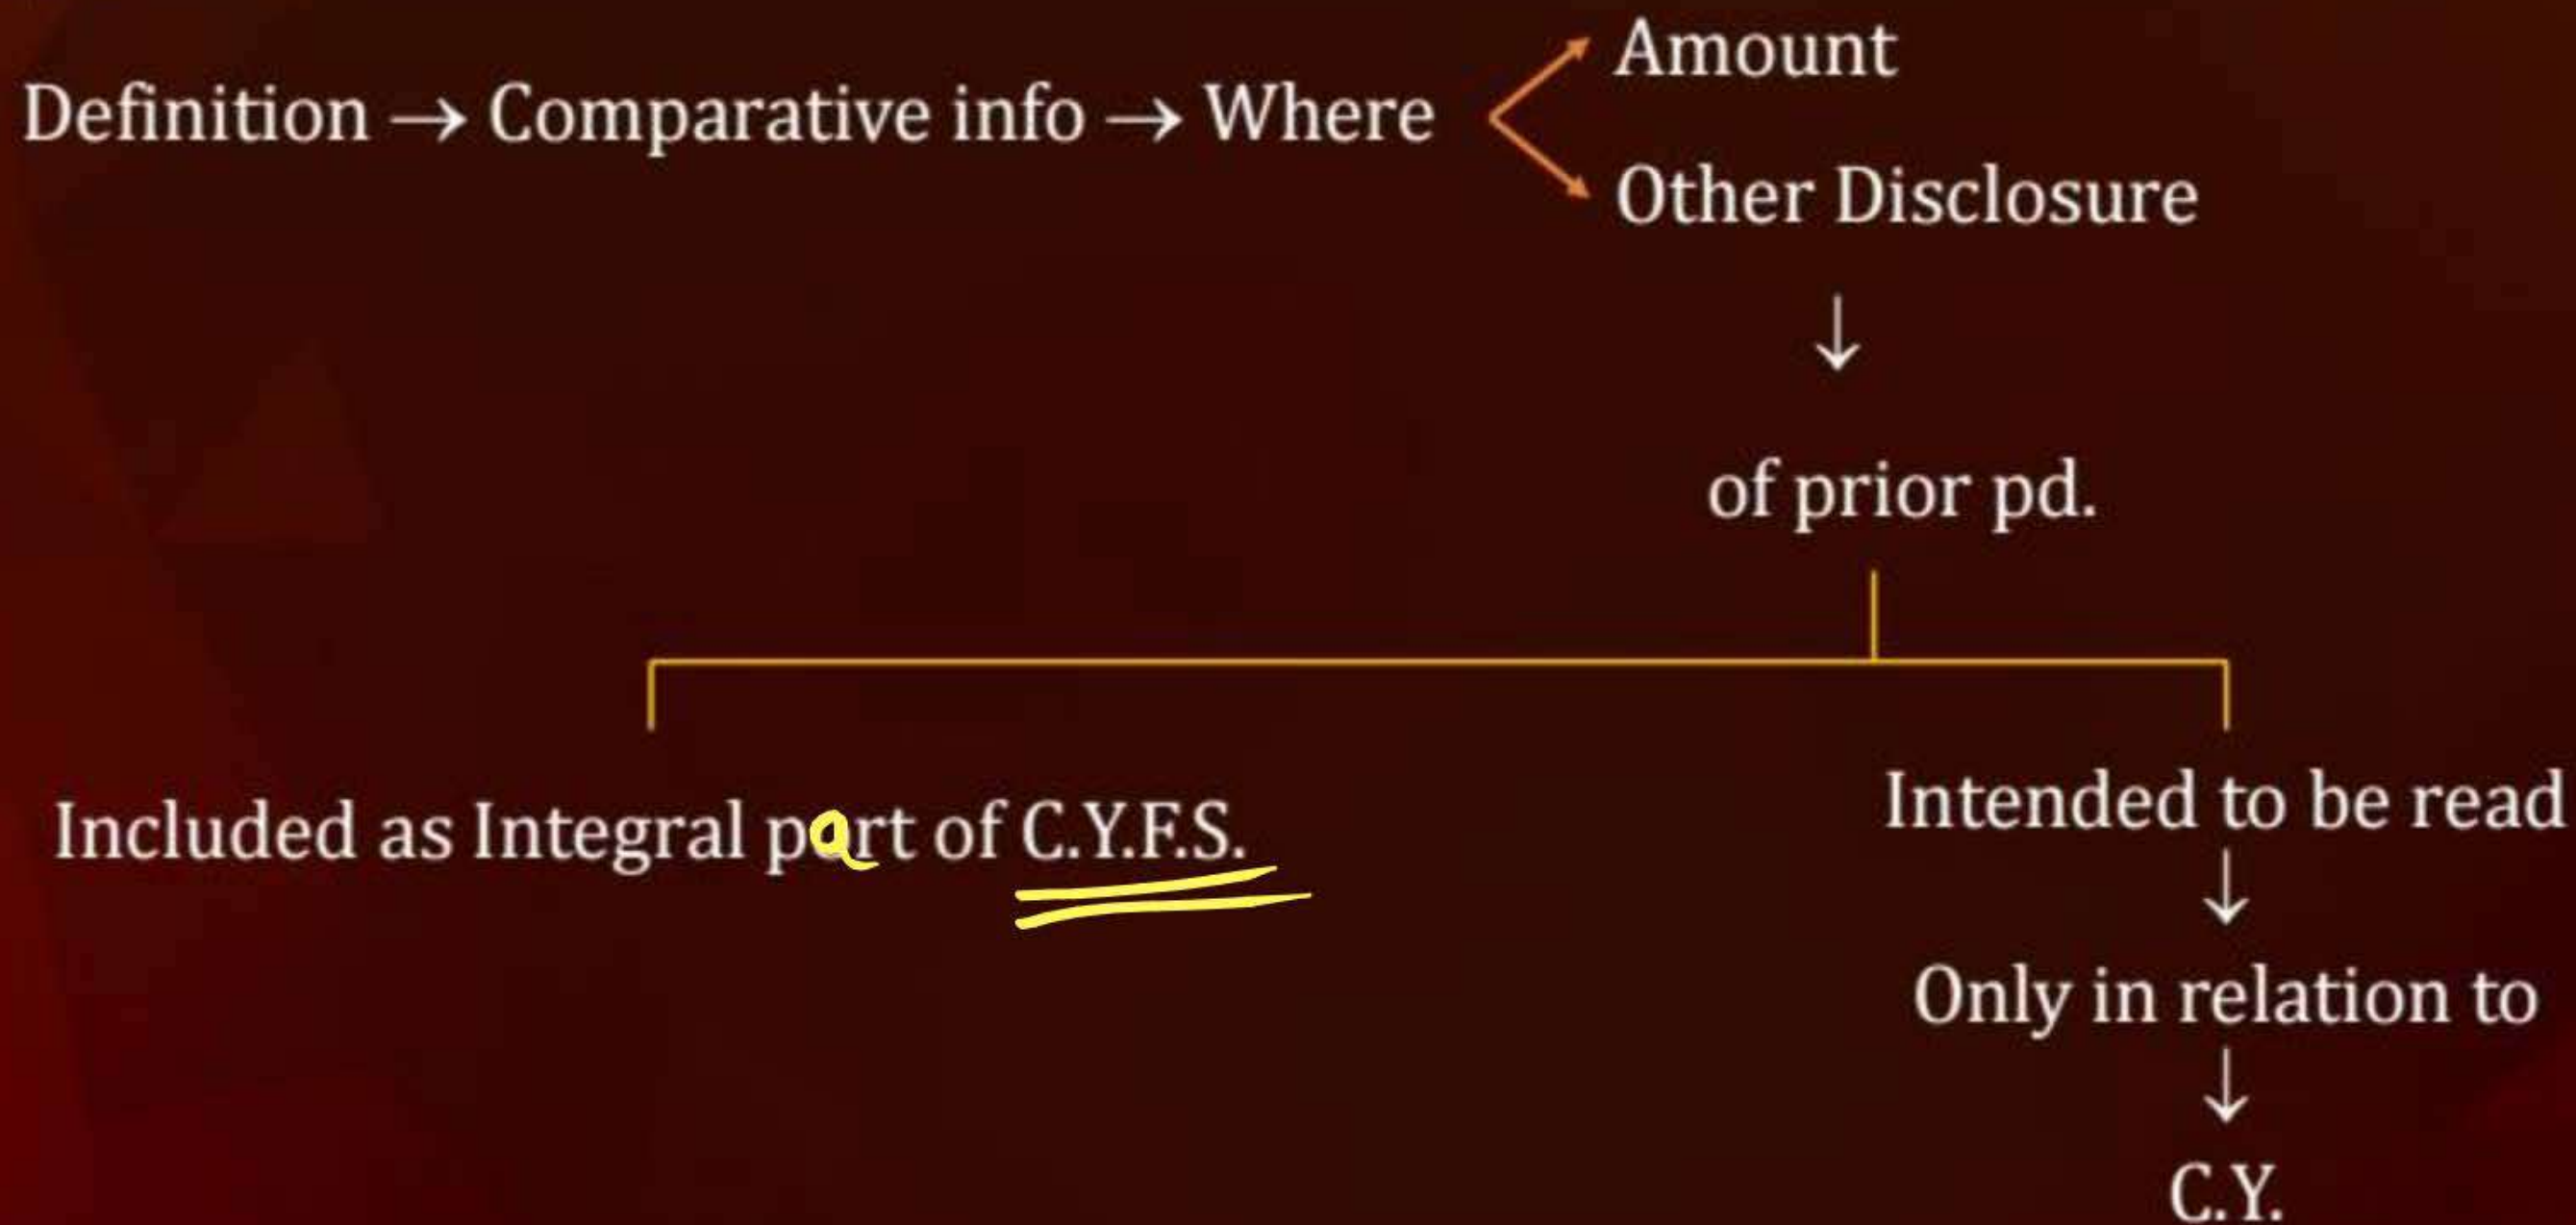 Amount
Definition → Comparative info → Where
Other Disclosure
↓
of prior pd.
Included as Integral part of C.Y.F.S.
Intended to be read
↓
Only in relation to
↓
C.Y.